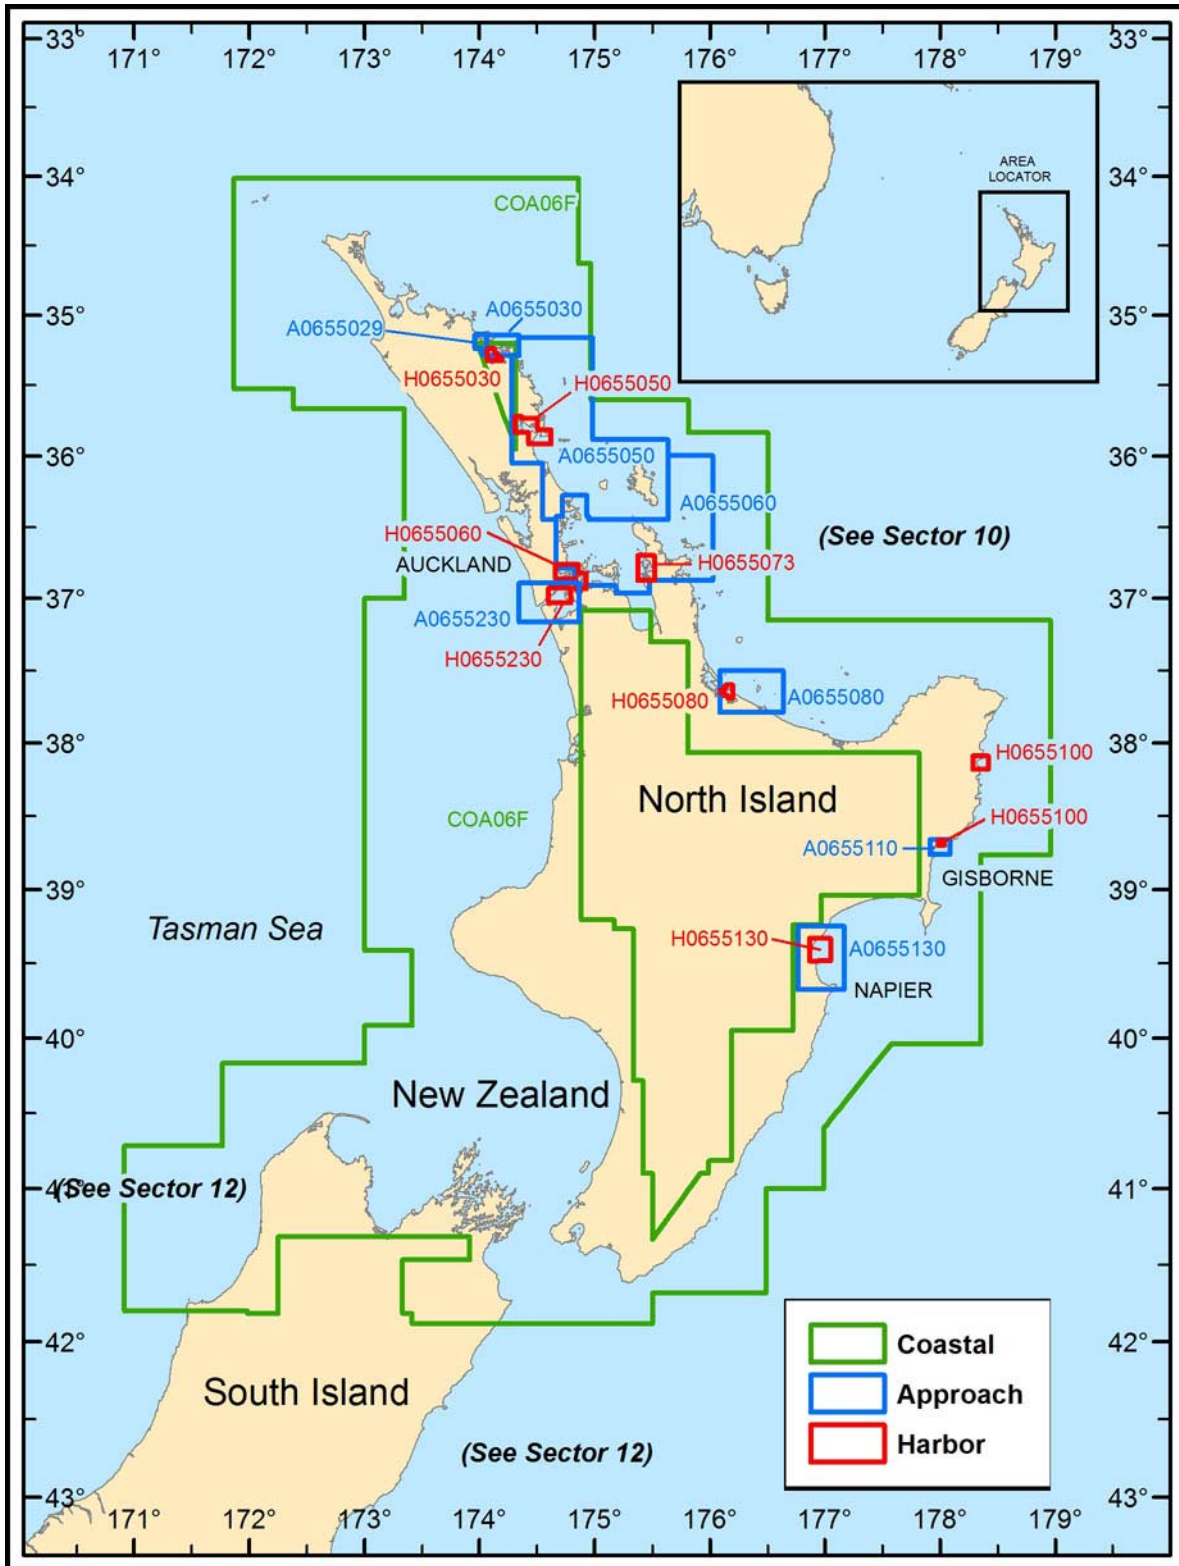 33°
171°
172°
173°
174°
175°
176°
177°
178°
179°
33°
AREA
LOCATOR
34°
34°
COA06F
35°
A0655030
A0655029
35°
H0655030
H0655050
36°
A0655050
36°
A0655060
H0655060
(See Sector 10)
AUCKLAND
H0655073
37°
37°
A0655230
H0655230
H0655080
A0655080
38°
38°
H0655100
North Island
COA06F
H0655100
A0655110
GISBORNE
39°
39°
Tasman Sea
H0655130
A0655130
NAPIER
40°
40°
New Zealand
41°
(See Sector 12)
41°
Coastal
42°
42°
South Island
Approach
(See Sector 12)
Harbor
43°
171°
172°
173°
174°
175°
176°
177°
178°
179°
43°